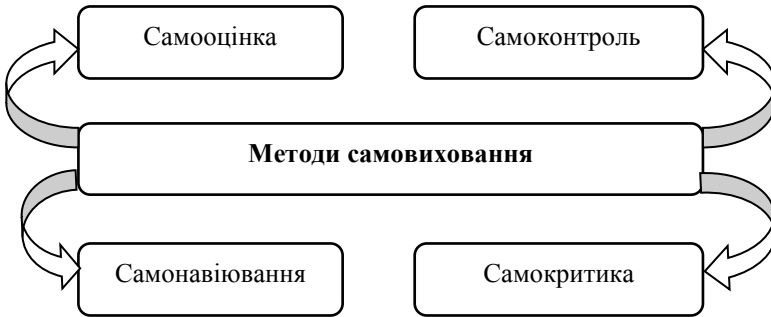 Самооцінка
Самоконтроль
Методи самовиховання
Самонавіювання
Самокритика